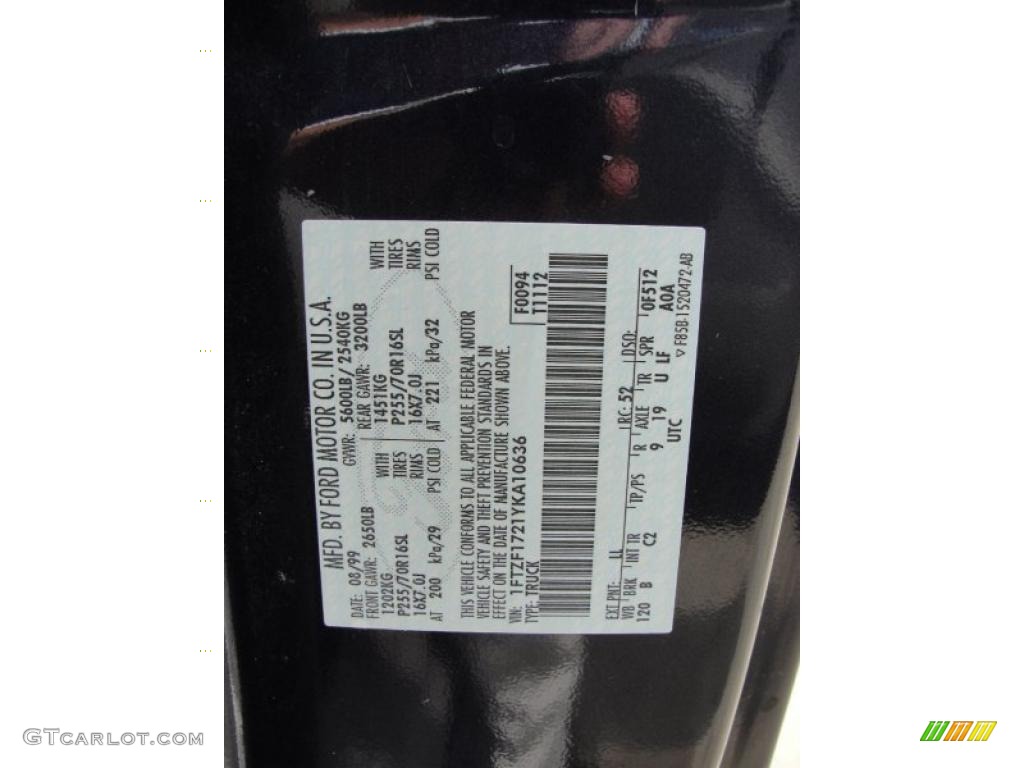 MFD. BY FORD MOTOR CO. IN U.S.A.
DATE: 08/99 GVWR: 5600LB/ 2540KG
FRONT GAWR: 2650LB REAR GAWR: 3200LB
1202KG WITH 1451KG WITH
P255/70R16SL TIRES P255/70R16SL TIRES
16X7.0J RIMS 16X7.0J RIMS
AT 200 kPa/29 PSI COLD AT 221 kPa/32 PSI COLD
THIS VEHICLE CONFORMS TO ALL APPLICABLE FEDERAL MOTOR
VEHICLE SAFETY AND THEFT PREVENTION STANDARDS IN
EFFECT ON THE DATE OF MANUFACTURE SHOWN ABOVE.
VIN: 1FTZF1721YKA10636 F0094
TYPE: TRUCK T1112
EXT PNT: LL RC: 52 DSO:
WB BRK INT TR TP/PS R AXLE TR SPR 0F512
120 B C2 9 19 U LF A0A
UTC ▽ F85B-1520472-AB
GTCARLOT.COM